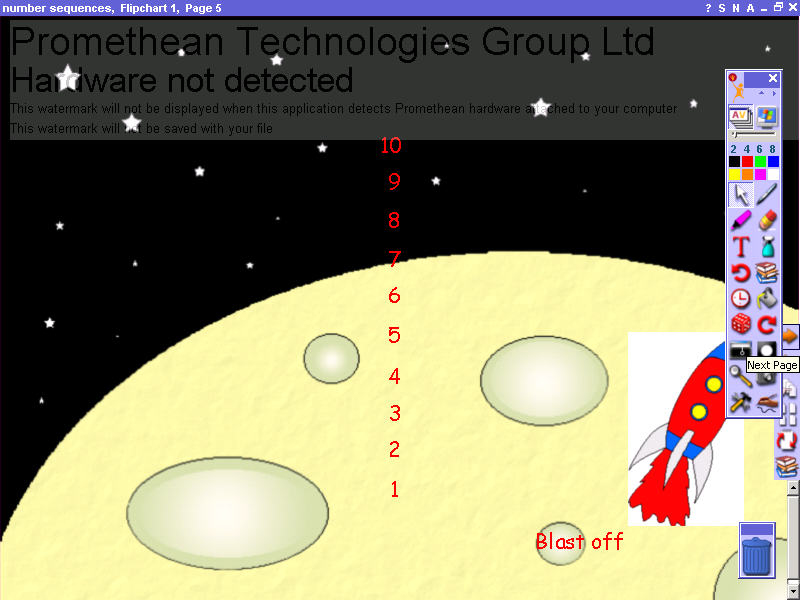 number sequences, Flipchart 1, Page 5
? S N A
Promethean Technologies Group Ltd
Hardware not detected
This watermark will not be displayed when this application detects Promethean hardware attached to your computer
This watermark will not be saved with your file
10
9
8
7
6
5
4
3
2
1
Blast off
AV
2 4 6 8
T
Next Page